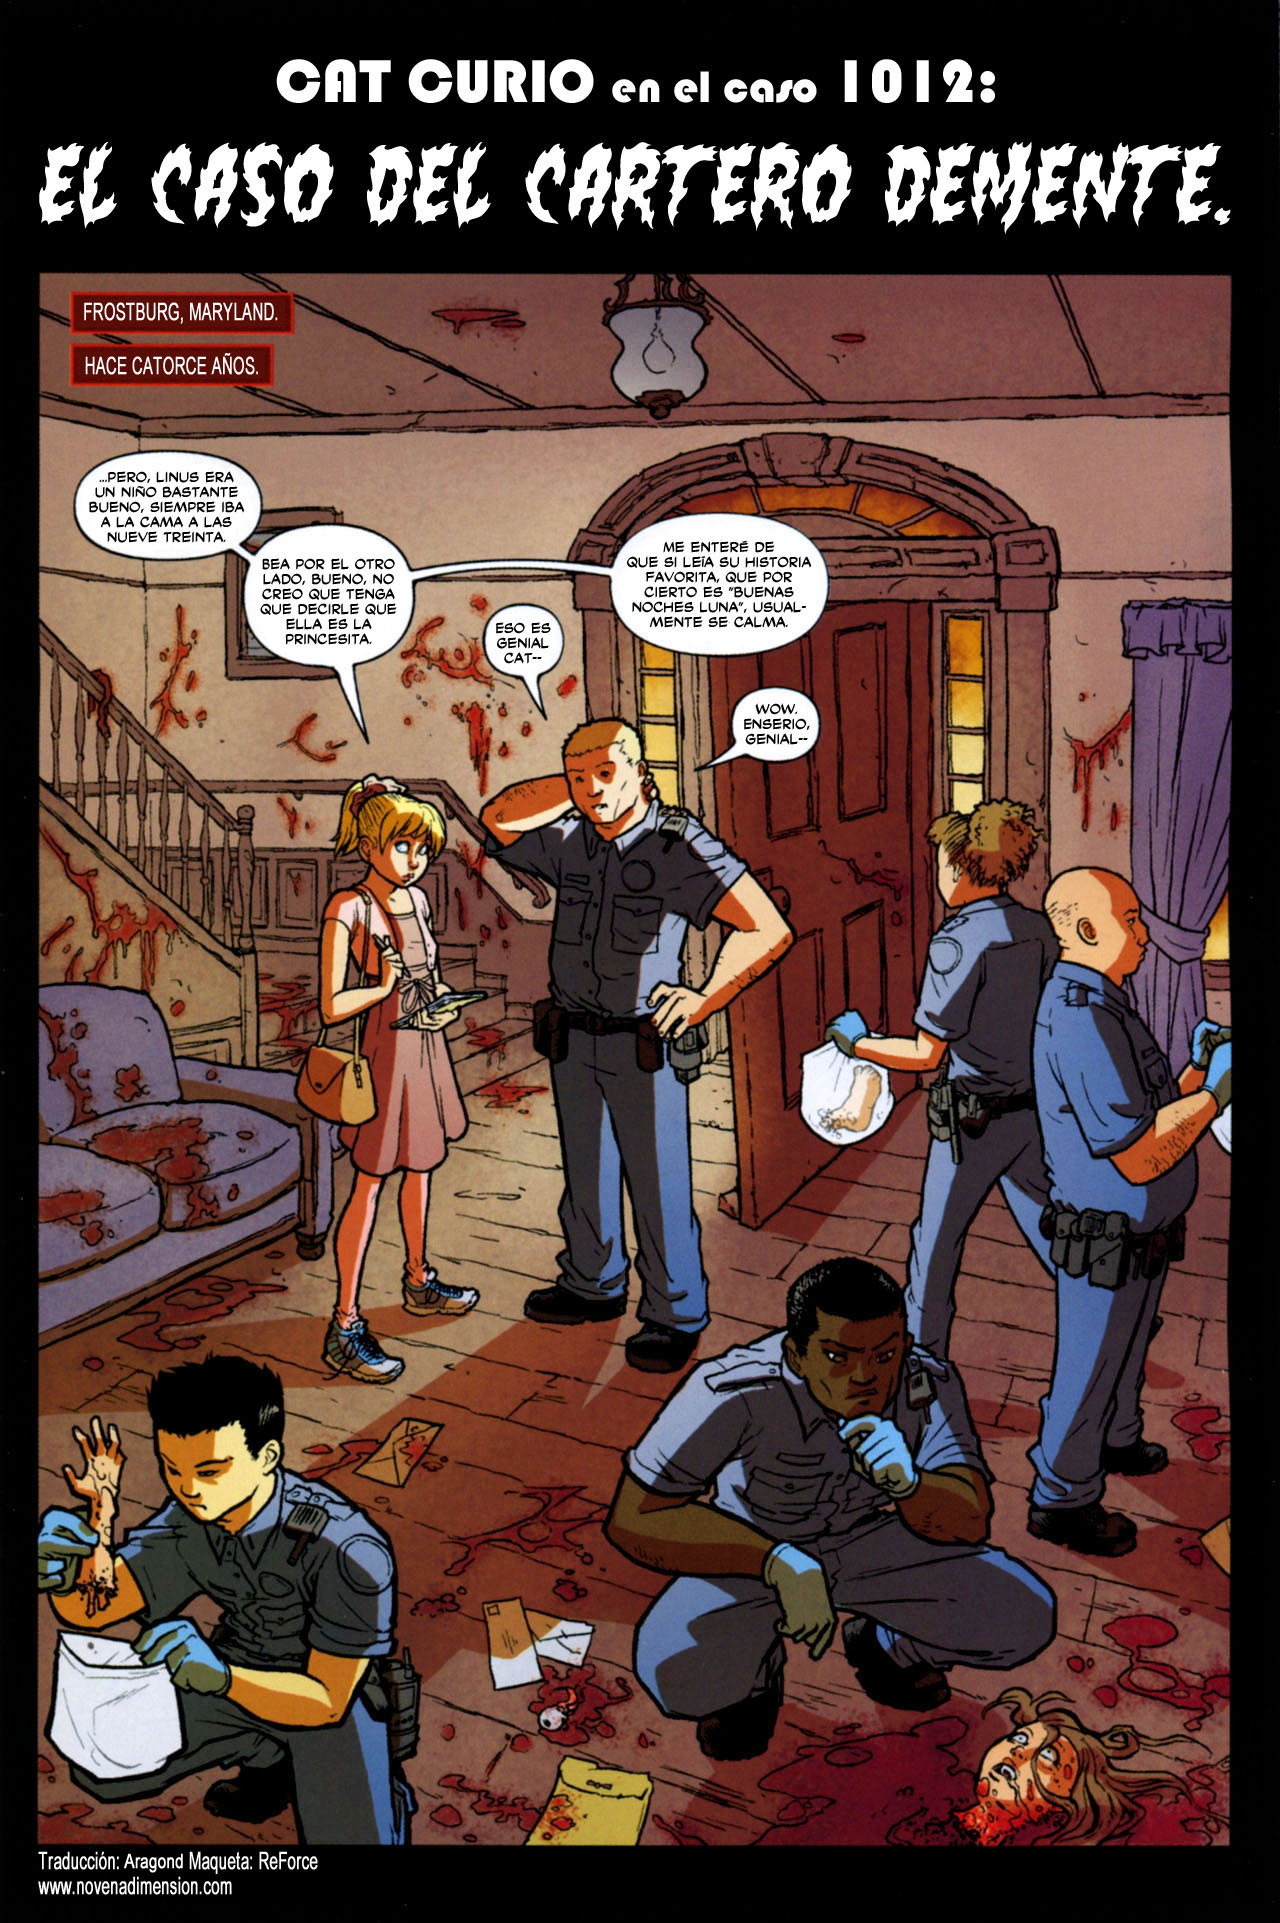 CAT CURIO en el caso 1012:
EL CASO DEL CARTERO DEMENTE.
FROSTBURG, MARYLAND.
HACE CATORCE AÑOS.
...PERO, LINUS ERA
UN NIÑO BASTANTE
BUENO, SIEMPRE IBA
A LA CAMA A LAS
NUEVE TREINTA.
BEA POR EL OTRO
LADO, BUENO, NO
CREO QUE TENGA
QUE DECIRLE QUE
ELLA ES LA
PRINCESITA.
ESO ES
GENIAL
CAT--
ME ENTERÉ DE
QUE SI LEÍA SU HISTORIA
FAVORITA, QUE POR
CIERTO ES "BUENAS
NOCHES LUNA", USUAL-
MENTE SE CALMA.
WOW.
ENSERIO,
GENIAL--
Traducción: Aragond Maqueta: ReForce
www.novenadimension.com